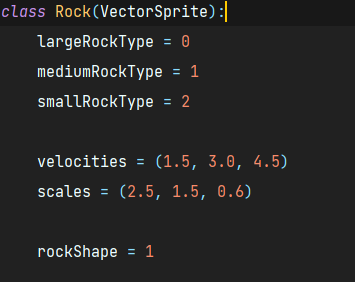 class Rock(VectorSprite):
    largeRockType = 0
    mediumRockType = 1
    smallRockType = 2

    velocities = (1.5, 3.0, 4.5)
    scales = (2.5, 1.5, 0.6)

    rockShape = 1